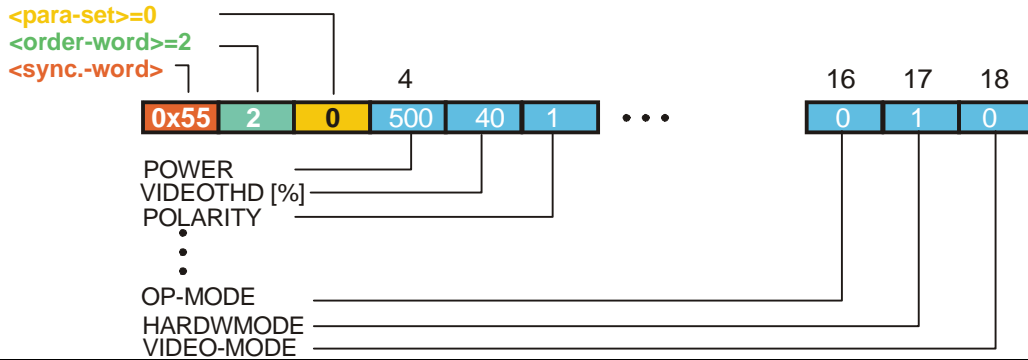 <para-set>=0
<order-word>=2
<sync.-word>
4 16 17 18
0x55 2 0 500 40 1 • • • 0 1 0
POWER
VIDEOTHD [%]
POLARITY
•
•
•
OP-MODE
HARDWMODE
VIDEO-MODE